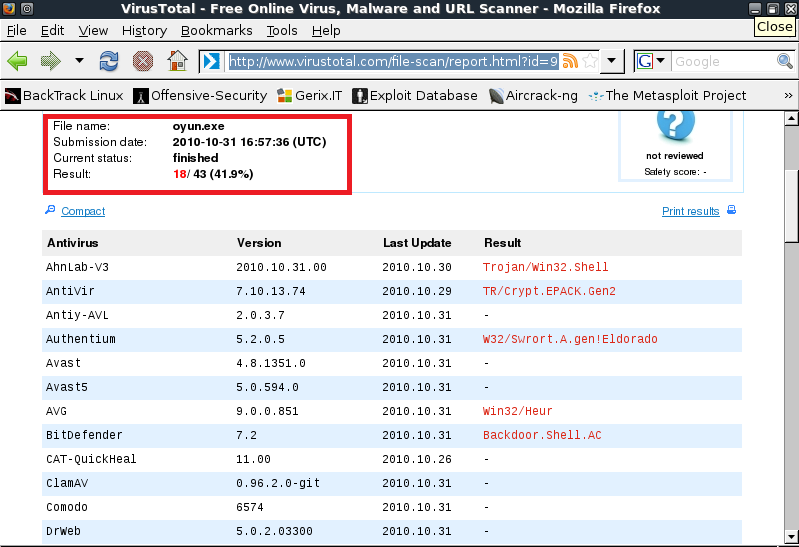 VirusTotal - Free Online Virus, Malware and URL Scanner - Mozilla Firefox
Close
File Edit View History Bookmarks Tools Help
http://www.virustotal.com/file-scan/report.html?id=9
G Google
BackTrack Linux Offensive-Security Gerix.IT Exploit Database Aircrack-ng The Metasploit Project »
File name: oyun.exe
Submission date: 2010-10-31 16:57:36 (UTC)
Current status: finished
Result: 18/ 43 (41.9%)
?
not reviewed
Safety score: -
Compact
Print results
Antivirus Version Last Update Result
AhnLab-V3 2010.10.31.00 2010.10.30 Trojan/Win32.Shell
AntiVir 7.10.13.74 2010.10.29 TR/Crypt.EPACK.Gen2
Antiy-AVL 2.0.3.7 2010.10.31 -
Authentium 5.2.0.5 2010.10.31 W32/Swrort.A.gen!Eldorado
Avast 4.8.1351.0 2010.10.31 -
Avast5 5.0.594.0 2010.10.31 -
AVG 9.0.0.851 2010.10.31 Win32/Heur
BitDefender 7.2 2010.10.31 Backdoor.Shell.AC
CAT-QuickHeal 11.00 2010.10.26 -
ClamAV 0.96.2.0-git 2010.10.31 -
Comodo 6574 2010.10.31 -
DrWeb 5.0.2.03300 2010.10.31 -